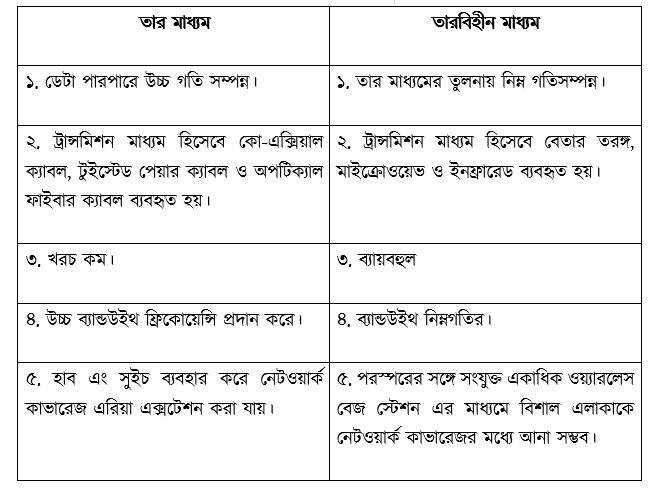 তার মাধ্যম
তারবিহীন মাধ্যম
১. ডেটা পারপারে উচ্চ গতি সম্পন্ন।
১. তার মাধ্যমের তুলনায় নিম্ন গতিসম্পন্ন।
২. ট্রান্সমিশন মাধ্যম হিসেবে কো-এক্সিয়াল
ক্যাবল, টুইস্টেড পেয়ার ক্যাবল ও অপটিক্যাল
ফাইবার ক্যাবল ব্যবহৃত হয়।
২. ট্রান্সমিশন মাধ্যম হিসেবে বেতার তরঙ্গ,
মাইক্রোওয়েভ ও ইনফ্রারেড ব্যবহৃত হয়।
৩. খরচ কম।
৩. ব্যায়বহুল
৪. উচ্চ ব্যান্ডউইথ ফ্রিকোয়েন্সি প্রদান করে।
৪. ব্যান্ডউইথ নিম্নগতির।
৫. হাব এং সুইচ ব্যবহার করে নেটওয়ার্ক
কাভারেজ এরিয়া এক্সটেশন করা যায়।
৫. পরস্পরের সঙ্গে সংযুক্ত একাধিক ওয়্যারলেস
বেজ স্টেশন এর মাধ্যমে বিশাল এলাকাকে
নেটওয়ার্ক কাভারেজর মধ্যে আনা সম্ভব।